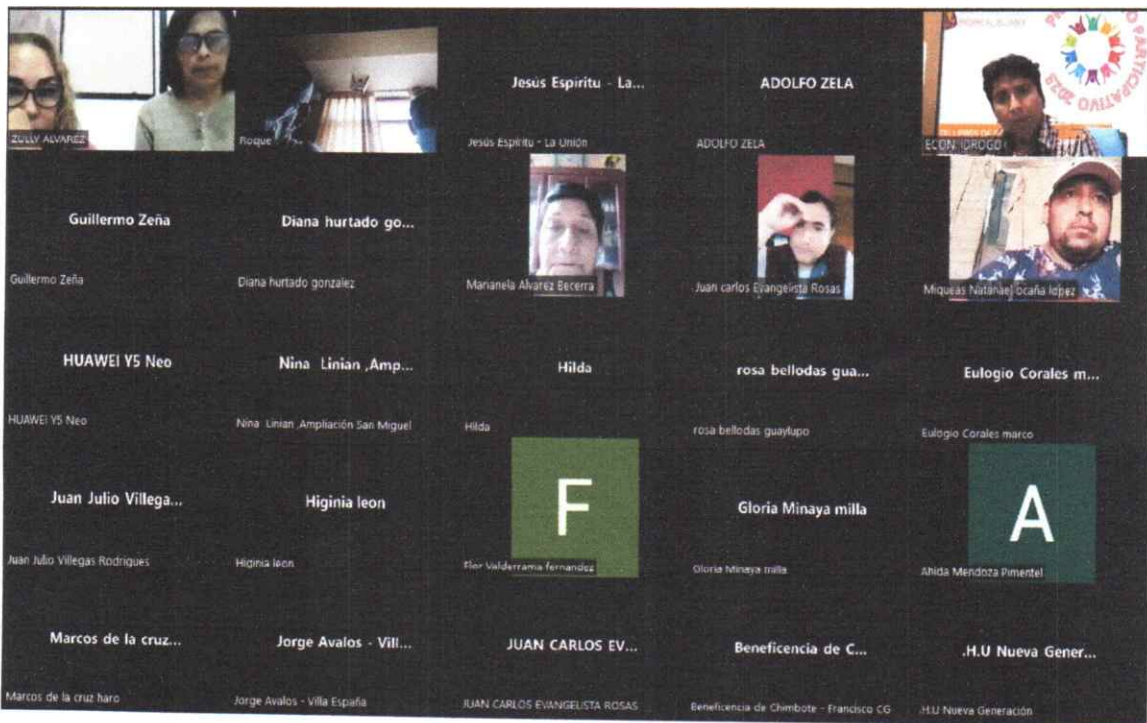 ZULLY ALVAREZ
Roque
Jesús Espíritu - La...
Jesús Espíritu - La Unión
ADOLFO ZELA
ADOLFO ZELA
PARTICIPATIVO 2023
ECON. IDROGO
Guillermo Zeña
Guillermo Zeña
Diana hurtado go...
Diana hurtado gonzalez
Marianela Alvarez Becerra
Juan carlos Evangelista Rosas
Miqueas Natanael ocaña lopez
HUAWEI Y5 Neo
HUAWEI Y5 Neo
Nina Linian ,Amp...
Nina Linian ,Ampliación San Miguel
Hilda
Hilda
rosa bellodas gua...
rosa bellodas guaylupo
Eulogio Corales m...
Eulogio Corales marco
Juan Julio Villega...
Juan Julio Villegas Rodrigues
Higinia leon
Higinia leon
F
Flor Valderrama fernandez
Gloria Minaya milla
Gloria Minaya milla
A
Ahida Mendoza Pimentel
Marcos de la cruz...
Marcos de la cruz haro
Jorge Avalos - Vill...
Jorge Avalos - Villa España
JUAN CARLOS EV...
JUAN CARLOS EVANGELISTA ROSAS
Beneficencia de C...
Beneficencia de Chimbote - Francisco CG
.H.U Nueva Gener...
.H.U Nueva Generación